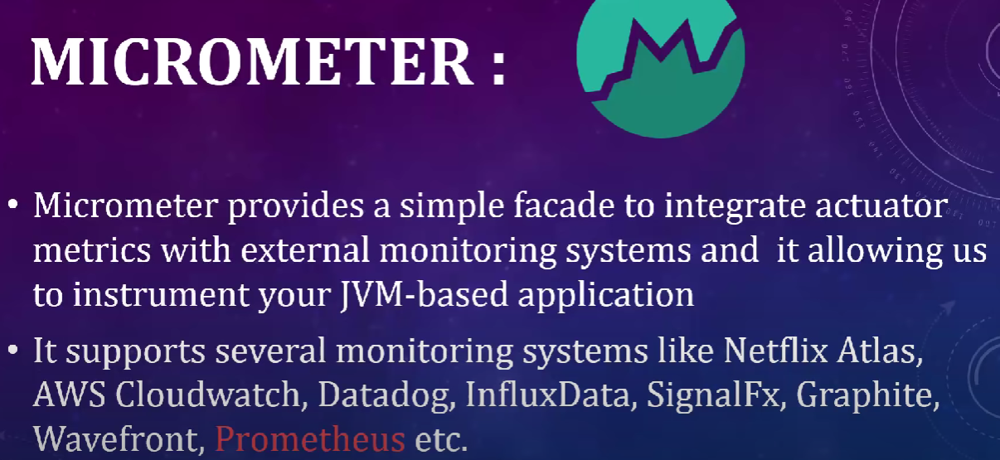 MICROMETER :
• Micrometer provides a simple facade to integrate actuator
metrics with external monitoring systems and  it allowing us
to instrument your JVM-based application
• It supports several monitoring systems like Netflix Atlas,
AWS Cloudwatch, Datadog, InfluxData, SignalFx, Graphite,
Wavefront, Prometheus etc.